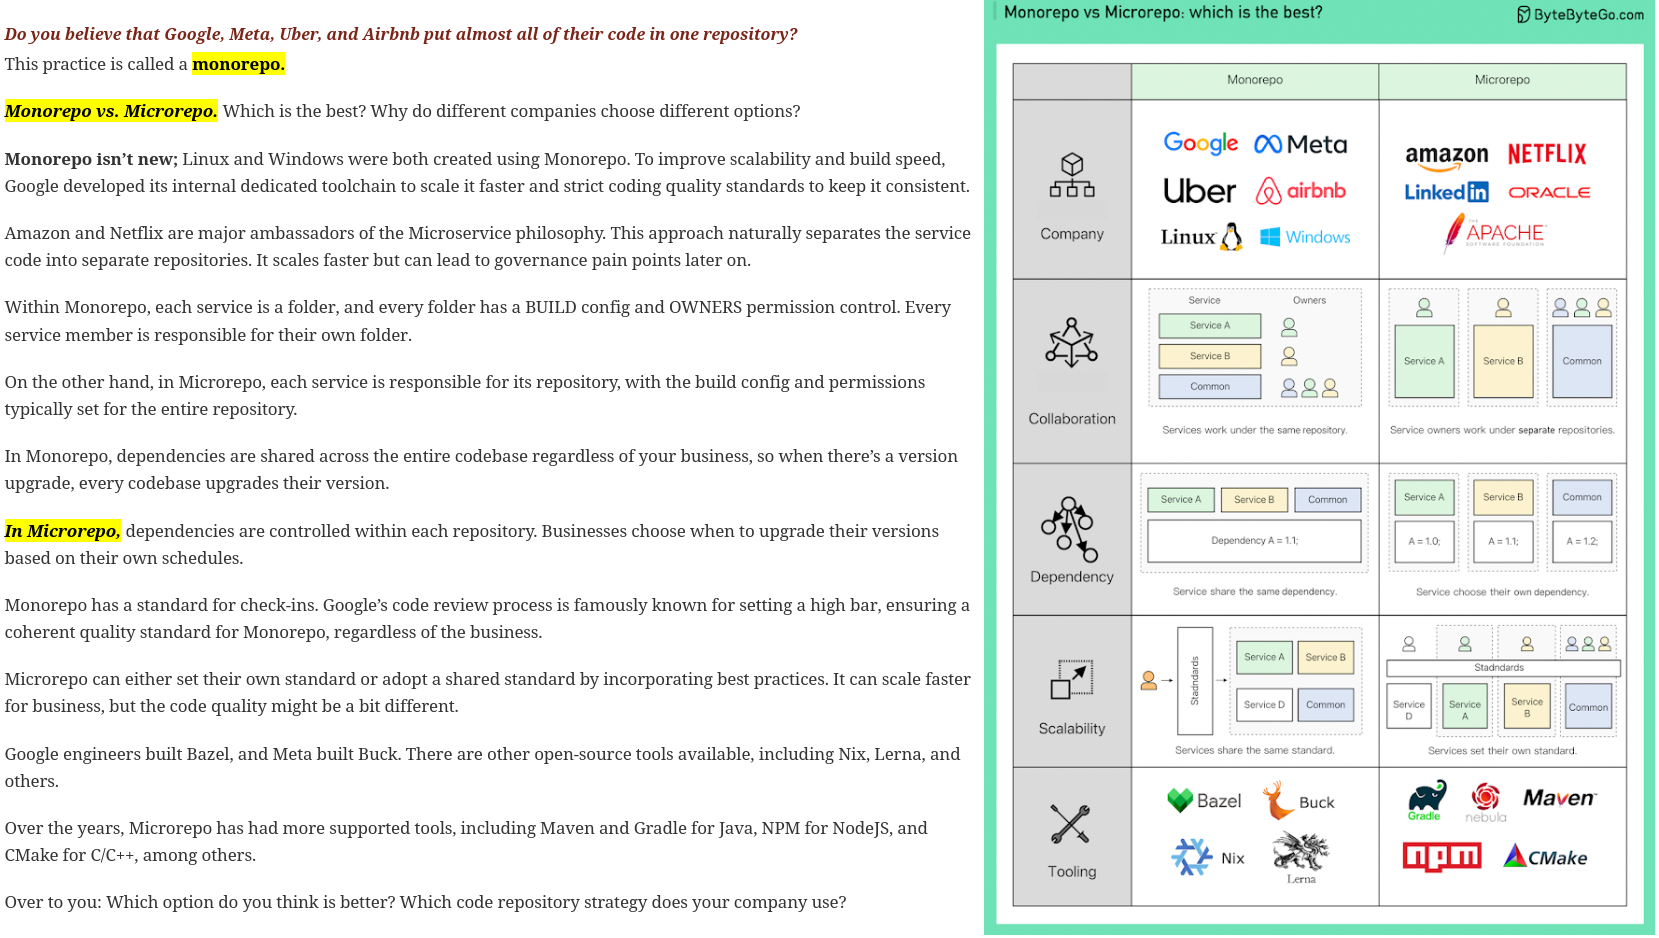 Do you believe that Google, Meta, Uber, and Airbnb put almost all of their code in one repository?
This practice is called a monorepo.
Monorepo vs. Microrepo. Which is the best? Why do different companies choose different options?
Monorepo isn’t new; Linux and Windows were both created using Monorepo. To improve scalability and build speed,
Google developed its internal dedicated toolchain to scale it faster and strict coding quality standards to keep it consistent.
Amazon and Netflix are major ambassadors of the Microservice philosophy. This approach naturally separates the service
code into separate repositories. It scales faster but can lead to governance pain points later on.
Within Monorepo, each service is a folder, and every folder has a BUILD config and OWNERS permission control. Every
service member is responsible for their own folder.
On the other hand, in Microrepo, each service is responsible for its repository, with the build config and permissions
typically set for the entire repository.
In Monorepo, dependencies are shared across the entire codebase regardless of your business, so when there’s a version
upgrade, every codebase upgrades their version.
In Microrepo, dependencies are controlled within each repository. Businesses choose when to upgrade their versions
based on their own schedules.
Monorepo has a standard for check-ins. Google’s code review process is famously known for setting a high bar, ensuring a
coherent quality standard for Monorepo, regardless of the business.
Microrepo can either set their own standard or adopt a shared standard by incorporating best practices. It can scale faster
for business, but the code quality might be a bit different.
Google engineers built Bazel, and Meta built Buck. There are other open-source tools available, including Nix, Lerna, and
others.
Over the years, Microrepo has had more supported tools, including Maven and Gradle for Java, NPM for NodeJS, and
CMake for C/C++, among others.
Over to you: Which option do you think is better? Which code repository strategy does your company use?
Monorepo vs Microrepo: which is the best?
ByteByteGo.com
Monorepo
Microrepo
Company
Google Meta
Uber airbnb
Linux Windows
amazon NETFLIX
LinkedIn ORACLE
THE
APACHE
SOFTWARE FOUNDATION
Collaboration
Service Owners
Service A
Service B
Common
Services work under the same repository.
Service A
Service B
Common
Service owners work under separate repositories.
Dependency
Service A
Service B
Common
Dependency A = 1.1;
Service share the same dependency.
Service A
Service B
Common
A = 1.0;
A = 1.1;
A = 1.2;
Service choose their own dependency.
Scalability
Stadndards
Service A
Service B
Service D
Common
Services share the same standard.
Stadndards
Service
D
Service
A
Service
B
Common
Services set their own standard.
Tooling
Bazel
Buck
Nix
Lerna
Gradle
nebula
Maven
npm
CMake